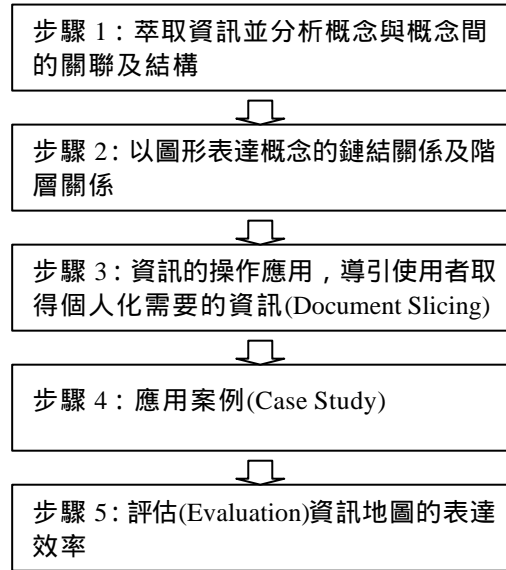 步驟 1：萃取資訊並分析概念與概念間
的關聯及結構
步驟 2：以圖形表達概念的鏈結關係及階
層關係
步驟 3：資訊的操作應用，導引使用者取
得個人化需要的資訊(Document Slicing)
步驟 4：應用案例(Case Study)
步驟 5：評估(Evaluation)資訊地圖的表達
效率